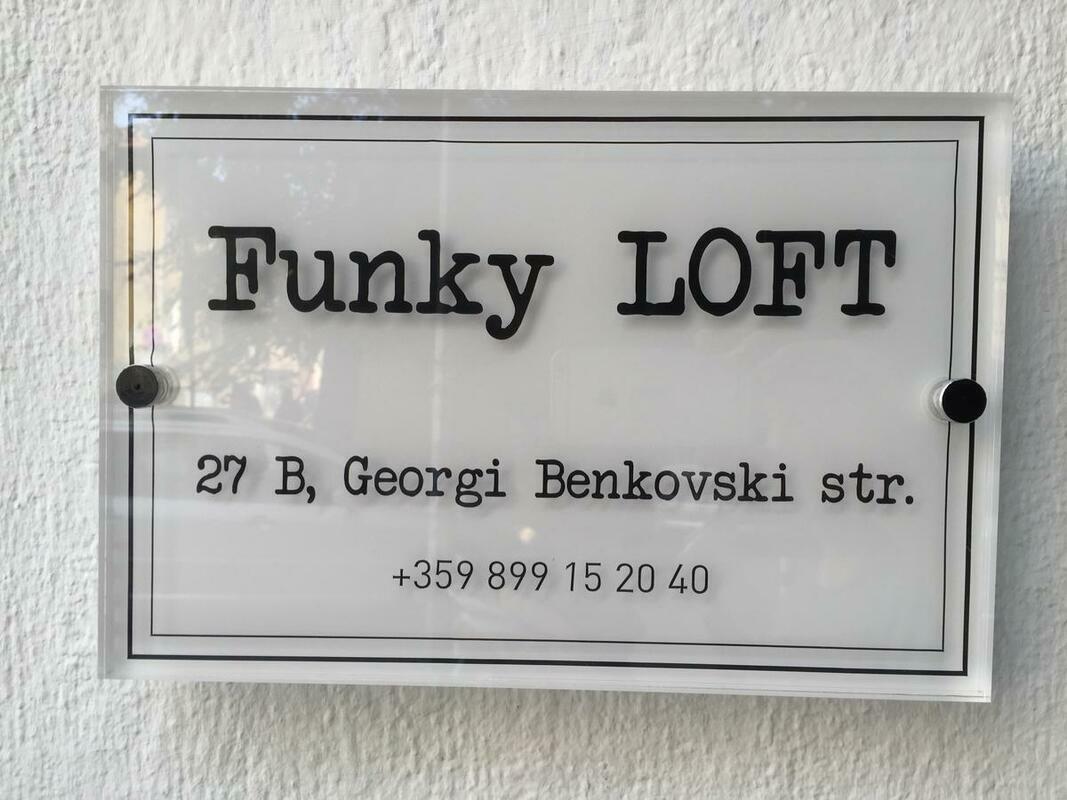 Funky LOFT
27 B, Georgi Benkovski str.
+359 899 15 20 40